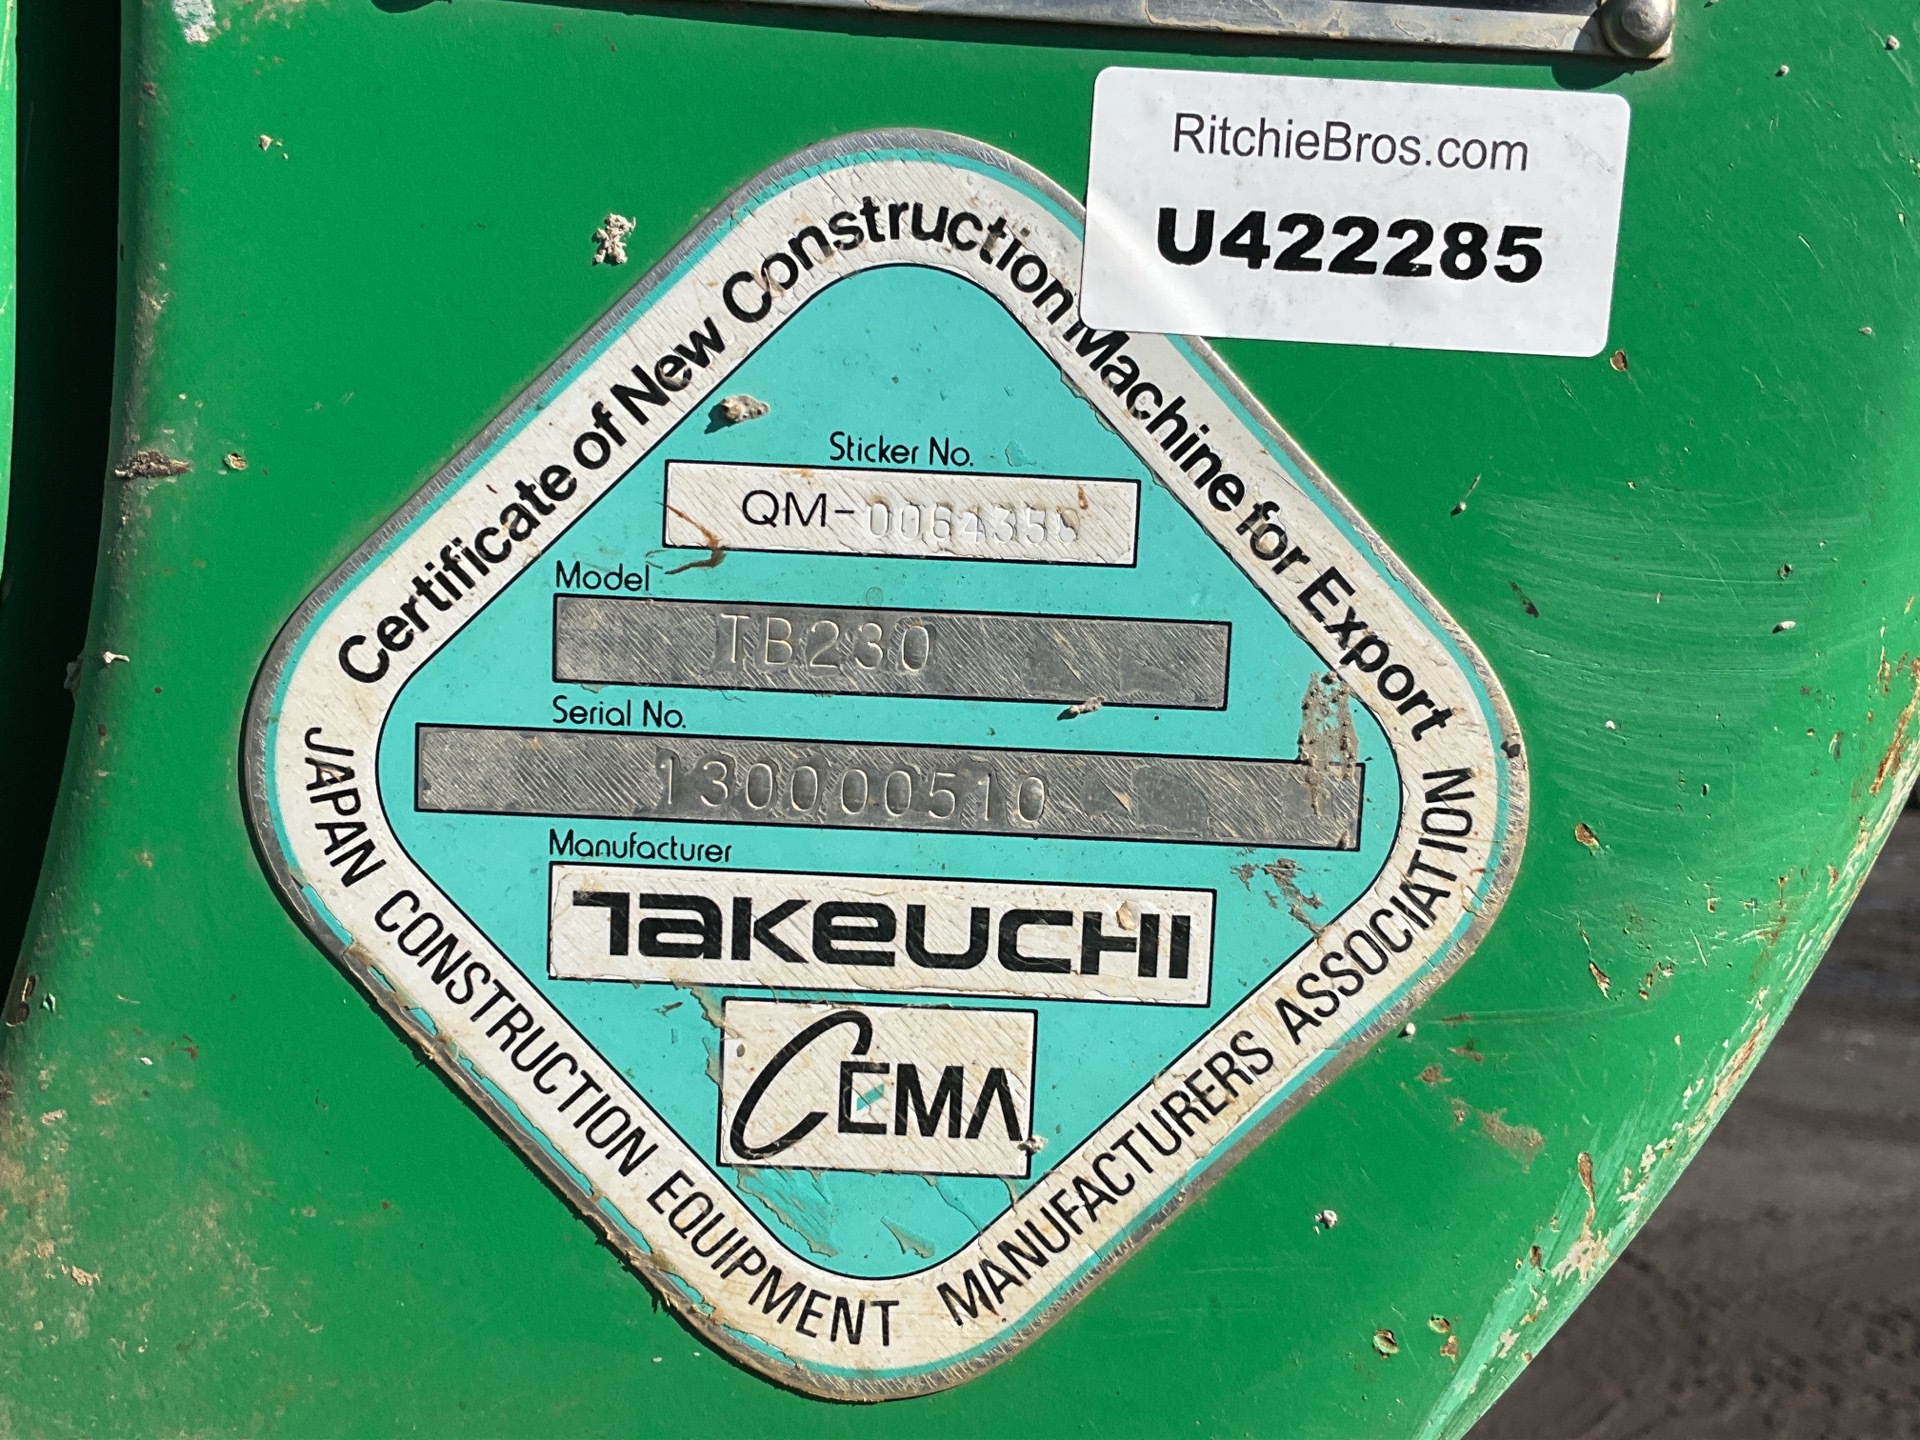 RitchieBros.com
U422285
Certificate of New Construction Machine for Export
Sticker No.
QM-0064358
Model
TB230
Serial No.
130000510
Manufacturer
TAKEUCHI
CEMA
JAPAN CONSTRUCTION EQUIPMENT MANUFACTURERS ASSOCIATION